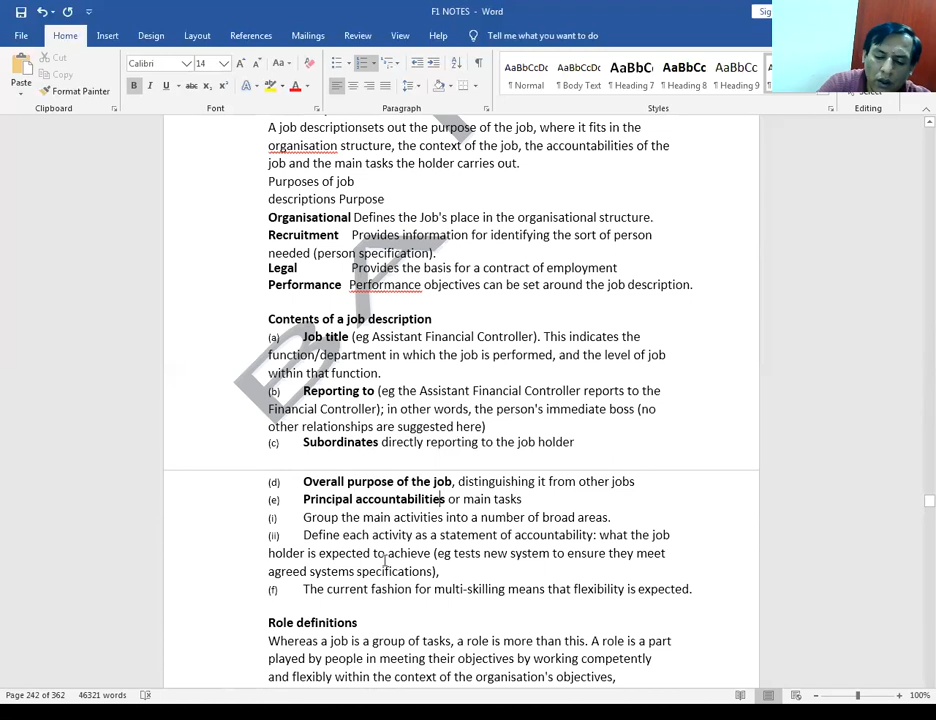 F1 NOTES - Word
File Home Insert Design Layout References Mailings Review View Help Tell me what you want to do
Cut
Copy
Paste
Format Painter
Calibri 14
AaBbCcDc AaBbCcDc AaBbC AaBbCc AaBbCc
¶ Normal ¶ Body Text ¶ Heading 7 ¶ Heading 8 ¶ Heading 9
Clipboard Font Paragraph Styles Editing
A job descriptionsets out the purpose of the job, where it fits in the
organisation structure, the context of the job, the accountabilities of the
job and the main tasks the holder carries out.
Purposes of job
descriptions Purpose
Organisational Defines the Job's place in the organisational structure.
Recruitment Provides information for identifying the sort of person
needed (person specification).
Legal Provides the basis for a contract of employment
Performance Performance objectives can be set around the job description.
Contents of a job description
(a) Job title (eg Assistant Financial Controller). This indicates the
function/department in which the job is performed, and the level of job
within that function.
(b) Reporting to (eg the Assistant Financial Controller reports to the
Financial Controller); in other words, the person's immediate boss (no
other relationships are suggested here)
(c) Subordinates directly reporting to the job holder
(d) Overall purpose of the job, distinguishing it from other jobs
(e) Principal accountabilities or main tasks
(i) Group the main activities into a number of broad areas.
(ii) Define each activity as a statement of accountability: what the job
holder is expected to achieve (eg tests new system to ensure they meet
agreed systems specifications),
(f) The current fashion for multi-skilling means that flexibility is expected.
Role definitions
Whereas a job is a group of tasks, a role is more than this. A role is a part
played by people in meeting their objectives by working competently
and flexibly within the context of the organisation's objectives,
Page 242 of 362 46321 words 100%